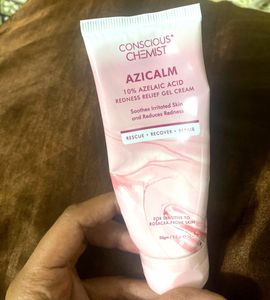 CONSCIOUS
CHEMIST
AZICALM
10% AZELAIC ACID
REDNESS RELIEF GEL CREAM
Soothes Irritated Skin
and Reduces Redness
RESCUE • RECOVER • REPAIR
FOR SENSITIVE TO
ROSACEA-PRONE SKIN